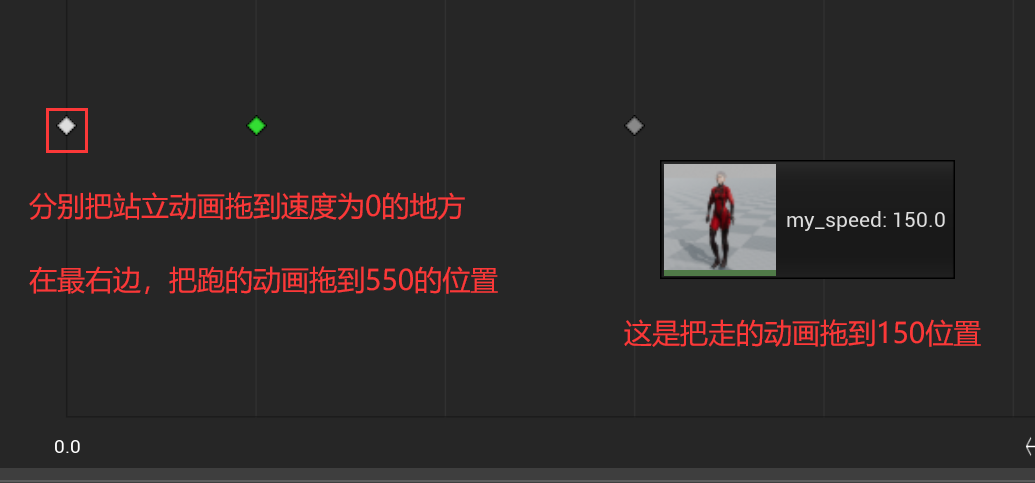 分别把站立动画拖到速度为0的地方
my_speed: 150.0
在最右边，把跑的动画拖到550的位置
这是把走的动画拖到150位置
0.0